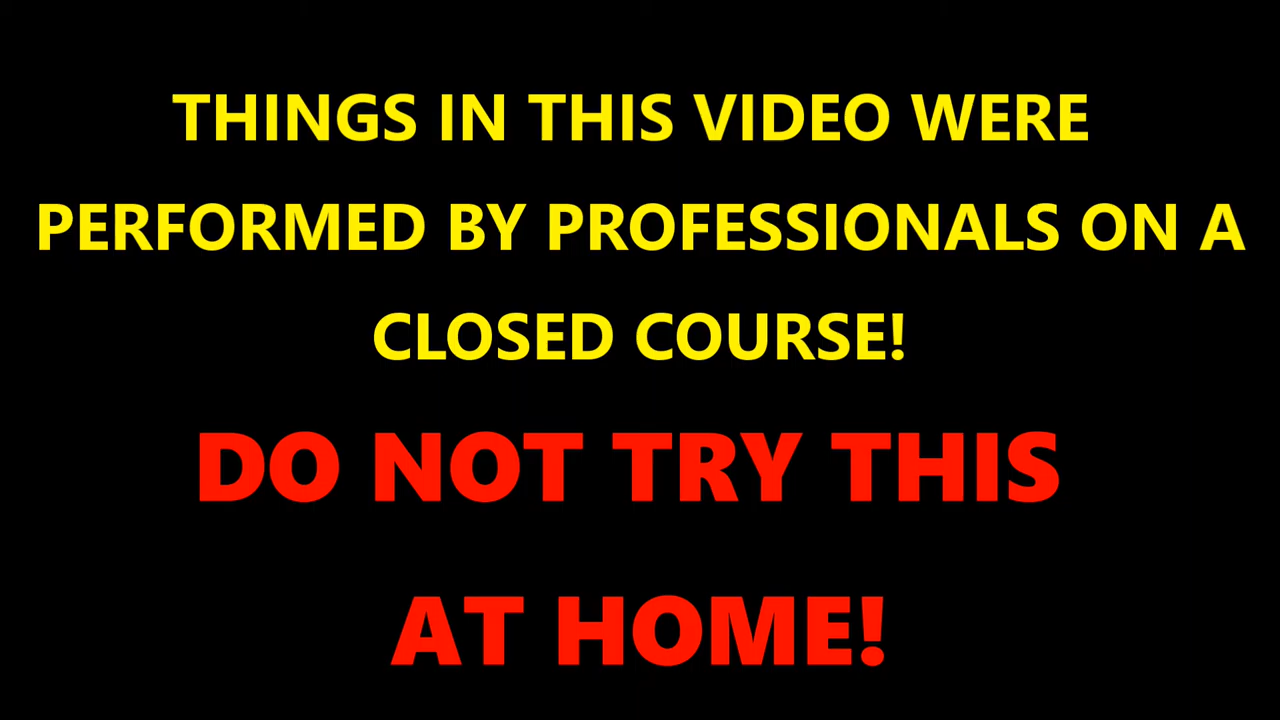 THINGS IN THIS VIDEO WERE
PERFORMED BY PROFESSIONALS ON A
CLOSED COURSE!
DO NOT TRY THIS
AT HOME!